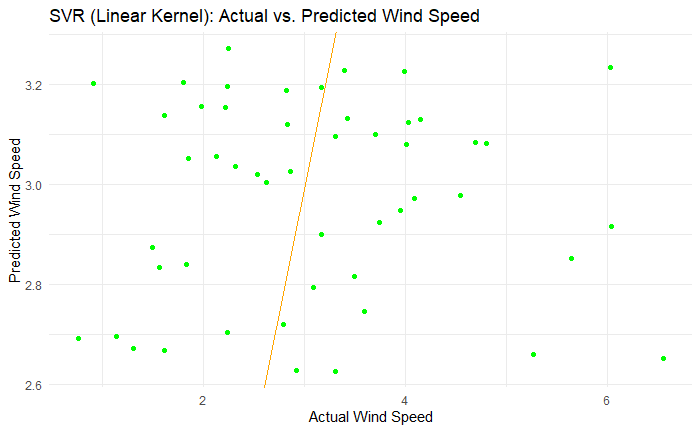 SVR (Linear Kernel): Actual vs. Predicted Wind Speed
Predicted Wind Speed
3.2
3.0
2.8
2.6
2
4
6
Actual Wind Speed